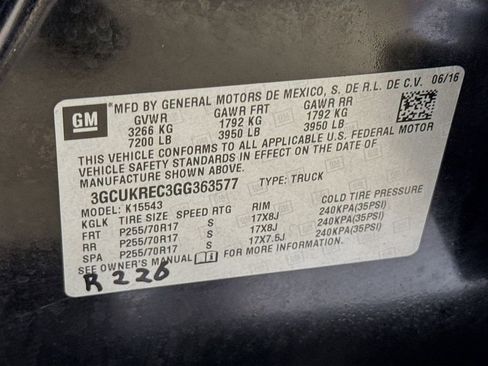 GM
MFD BY GENERAL MOTORS DE MEXICO, S. DE R.L. DE C.V. 06/16
GVWR GAWR FRT GAWR RR
3266 KG 1792 KG 1792 KG
7200 LB 3950 LB 3950 LB
THIS VEHICLE CONFORMS TO ALL APPLICABLE U.S. FEDERAL MOTOR
VEHICLE SAFETY STANDARDS IN EFFECT ON THE DATE OF
MANUFACTURE SHOWN ABOVE.
3GCUKREC3GG363577 TYPE: TRUCK
MODEL: K15543
KGLK TIRE SIZE SPEED RTG RIM COLD TIRE PRESSURE
FRT P255/70R17 S 17X8J 240KPA(35PSI)
RR P255/70R17 S 17X8J 240KPA(35PSI)
SPA P255/70R17 S 17X7.5J 240KPA(35PSI)
SEE OWNER'S MANUAL FOR MORE INFORMATION.
R 226